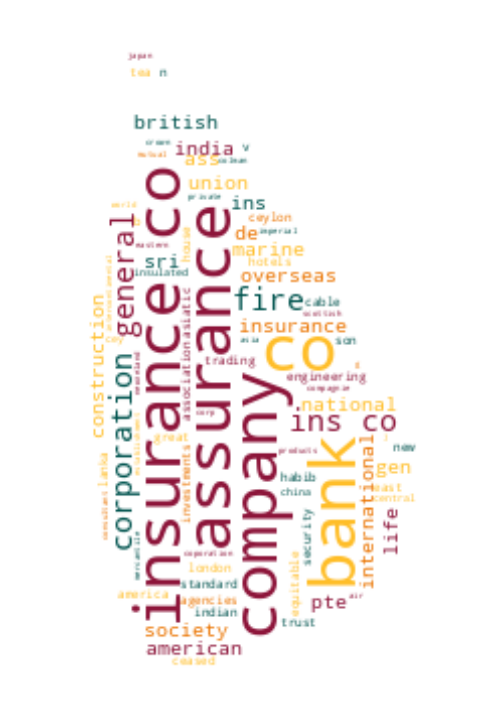 japan
tea n
british
crown
india v
mutual
ass
ocean
union
private
ins
world
ceylon
de
imperial
general
eastern
house
marine
sri
hotels
insulated
overseas
insurance co
assurance
fire
cable
scottish
asiatic
construction
insurance
co
asia
son
association
trading
engineering
compagnie
corporation
company
national
corp
ins co
great
products
new
bank
gen
lanka
investments
habib
east
china
central
international
life
security
consultants
mercantile
coporation
london
standard
equitable
america
agencies
pte
air
indian
trust
society
american
ceased